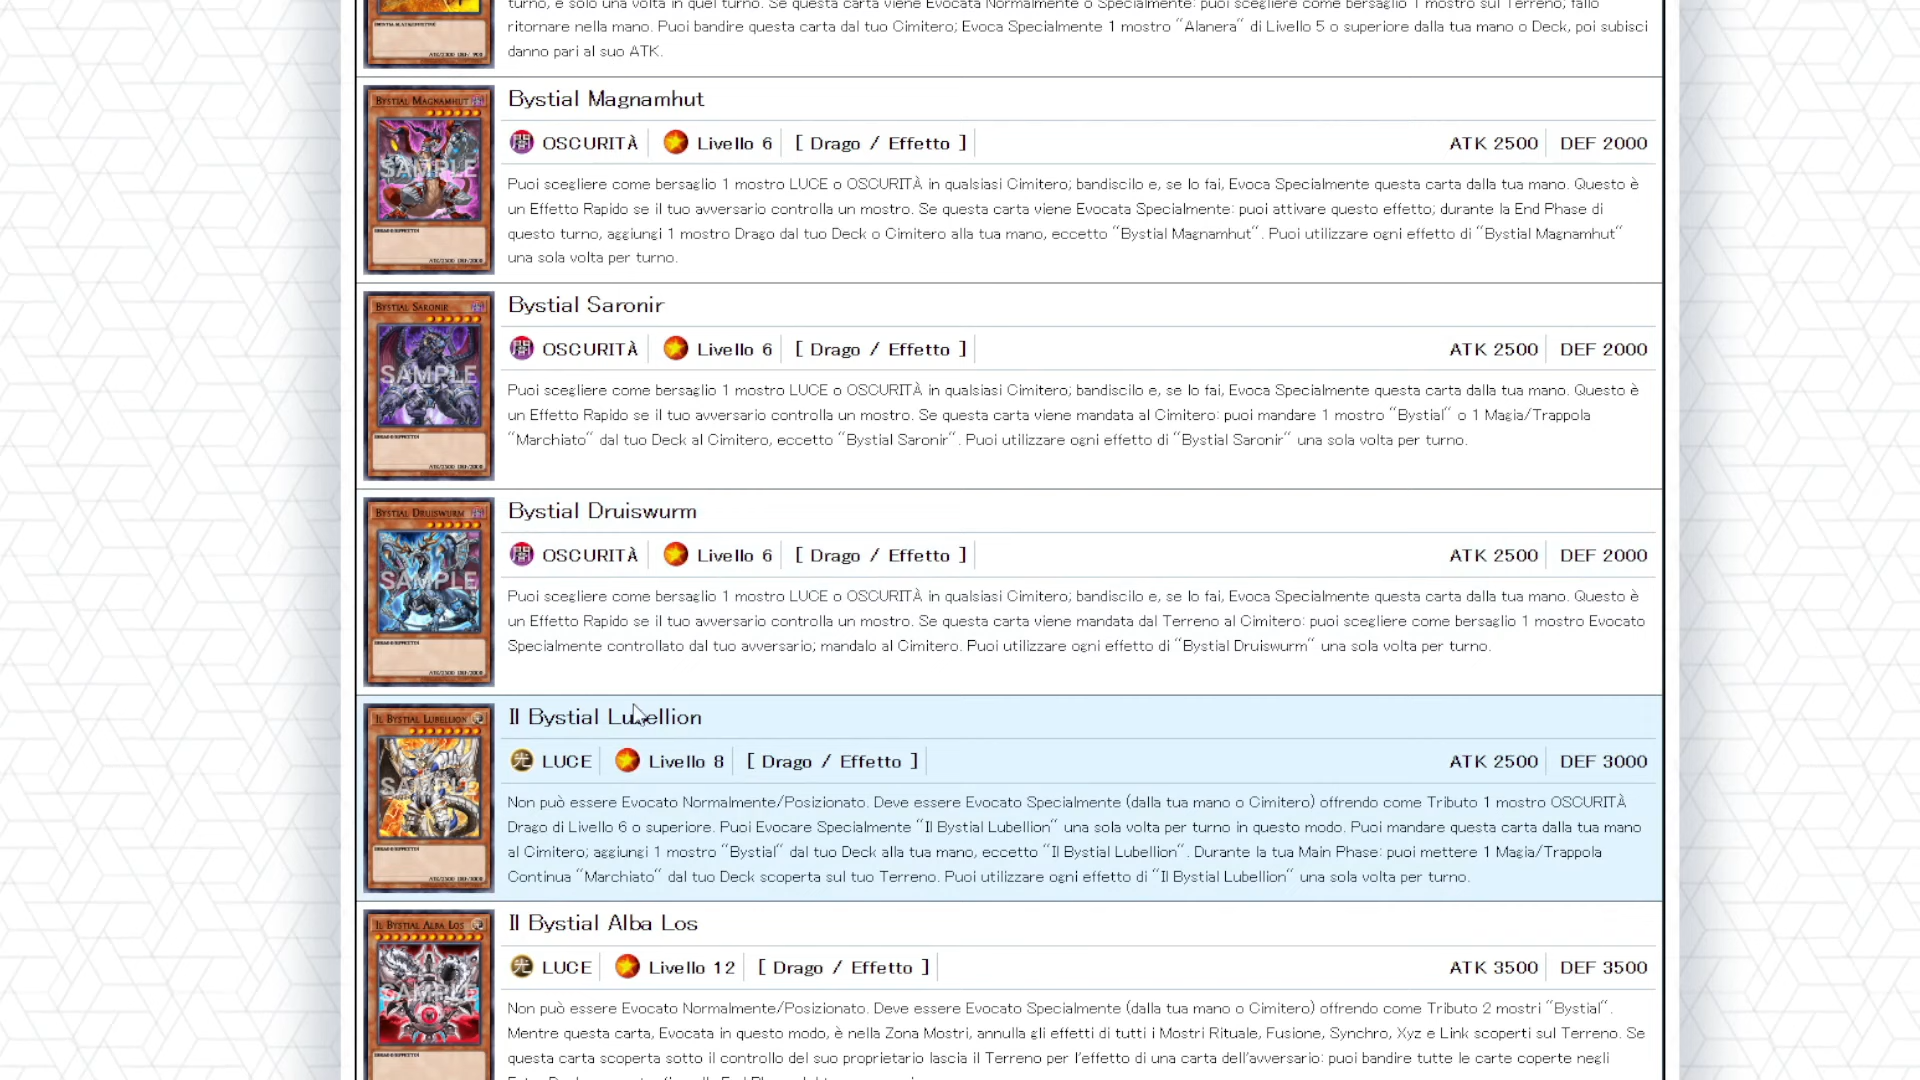 turno, e solo una volta in quel turno. Se questa carta viene Evocata Normalmente o Specialmente: puoi scegliere come bersaglio 1 mostro sul Terreno; fallo
ritornare nella mano. Puoi bandire questa carta dal tuo Cimitero; Evoca Specialmente 1 mostro "Alanera" di Livello 5 o superiore dalla tua mano o Deck, poi subisci
danno pari al suo ATK.
BYSTIAL MAGNAMHUT
SAMPLE
Bystial Magnamhut
闇 OSCURITÀ Livello 6 [ Drago / Effetto ] ATK 2500 DEF 2000
Puoi scegliere come bersaglio 1 mostro LUCE o OSCURITÀ in qualsiasi Cimitero; bandiscilo e, se lo fai, Evoca Specialmente questa carta dalla tua mano. Questo è
un Effetto Rapido se il tuo avversario controlla un mostro. Se questa carta viene Evocata Specialmente: puoi attivare questo effetto; durante la End Phase di
questo turno, aggiungi 1 mostro Drago dal tuo Deck o Cimitero alla tua mano, eccetto "Bystial Magnamhut". Puoi utilizzare ogni effetto di "Bystial Magnamhut"
una sola volta per turno.
BYSTIAL SARONIR
SAMPLE
Bystial Saronir
闇 OSCURITÀ Livello 6 [ Drago / Effetto ] ATK 2500 DEF 2000
Puoi scegliere come bersaglio 1 mostro LUCE o OSCURITÀ in qualsiasi Cimitero; bandiscilo e, se lo fai, Evoca Specialmente questa carta dalla tua mano. Questo è
un Effetto Rapido se il tuo avversario controlla un mostro. Se questa carta viene mandata al Cimitero: puoi mandare 1 mostro "Bystial" o 1 Magia/Trappola
"Marchiato" dal tuo Deck al Cimitero, eccetto "Bystial Saronir". Puoi utilizzare ogni effetto di "Bystial Saronir" una sola volta per turno.
BYSTIAL DRUISWURM
SAMPLE
Bystial Druiswurm
闇 OSCURITÀ Livello 6 [ Drago / Effetto ] ATK 2500 DEF 2000
Puoi scegliere come bersaglio 1 mostro LUCE o OSCURITÀ in qualsiasi Cimitero; bandiscilo e, se lo fai, Evoca Specialmente questa carta dalla tua mano. Questo è
un Effetto Rapido se il tuo avversario controlla un mostro. Se questa carta viene mandata dal Terreno al Cimitero: puoi scegliere come bersaglio 1 mostro Evocato
Specialmente controllato dal tuo avversario; mandalo al Cimitero. Puoi utilizzare ogni effetto di "Bystial Druiswurm" una sola volta per turno.
IL BYSTIAL LUBELLION
SAMPLE
Il Bystial Lubellion
光 LUCE Livello 8 [ Drago / Effetto ] ATK 2500 DEF 3000
Non può essere Evocato Normalmente/Posizionato. Deve essere Evocato Specialmente (dalla tua mano o Cimitero) offrendo come Tributo 1 mostro OSCURITÀ
Drago di Livello 6 o superiore. Puoi Evocare Specialmente "Il Bystial Lubellion" una sola volta per turno in questo modo. Puoi mandare questa carta dalla tua mano
al Cimitero; aggiungi 1 mostro "Bystial" dal tuo Deck alla tua mano, eccetto "Il Bystial Lubellion". Durante la tua Main Phase: puoi mettere 1 Magia/Trappola
Continua "Marchiato" dal tuo Deck scoperta sul tuo Terreno. Puoi utilizzare ogni effetto di "Il Bystial Lubellion" una sola volta per turno.
IL BYSTIAL ALBA LOS
SAMPLE
Il Bystial Alba Los
光 LUCE Livello 12 [ Drago / Effetto ] ATK 3500 DEF 3500
Non può essere Evocato Normalmente/Posizionato. Deve essere Evocato Specialmente (dalla tua mano o Cimitero) offrendo come Tributo 2 mostri "Bystial".
Mentre questa carta, Evocata in questo modo, è nella Zona Mostri, annulla gli effetti di tutti i Mostri Rituale, Fusione, Synchro, Xyz e Link scoperti sul Terreno. Se
questa carta scoperta sotto il controllo del suo proprietario lascia il Terreno per l'effetto di una carta dell'avversario: puoi bandire tutte le carte coperte negli